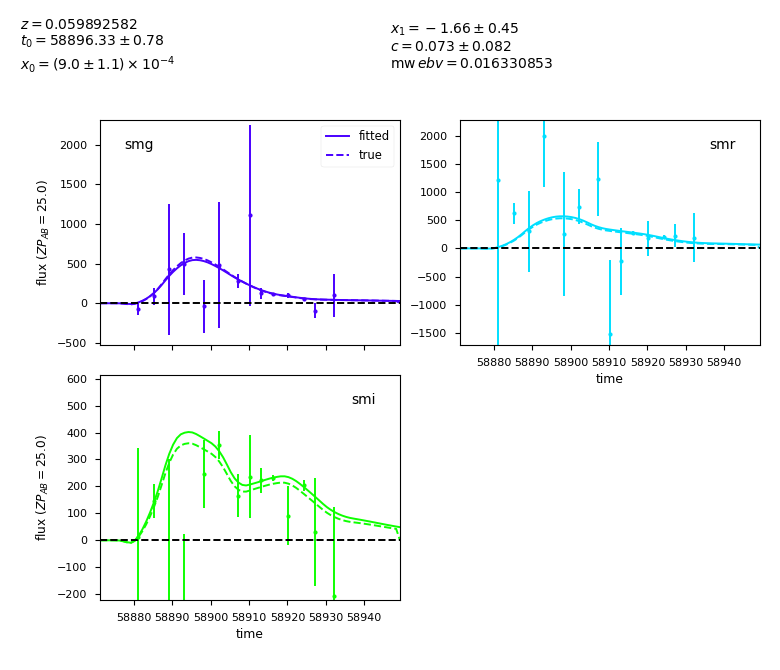 z = 0.059892582
t₀ = 58896.33 ± 0.78
x₀ = (9.0 ± 1.1) × 10⁻⁴
x₁ = −1.66 ± 0.45
c = 0.073 ± 0.082
mw ebv = 0.016330853
smg
fitted
true
2000
1500
1000
500
0
−500
flux (ZP_AB = 25.0)
smr
2000
1500
1000
500
0
−500
−1000
−1500
58880 58890 58900 58910 58920 58930 58940
time
smi
600
500
400
300
200
100
0
−100
−200
flux (ZP_AB = 25.0)
58880 58890 58900 58910 58920 58930 58940
time